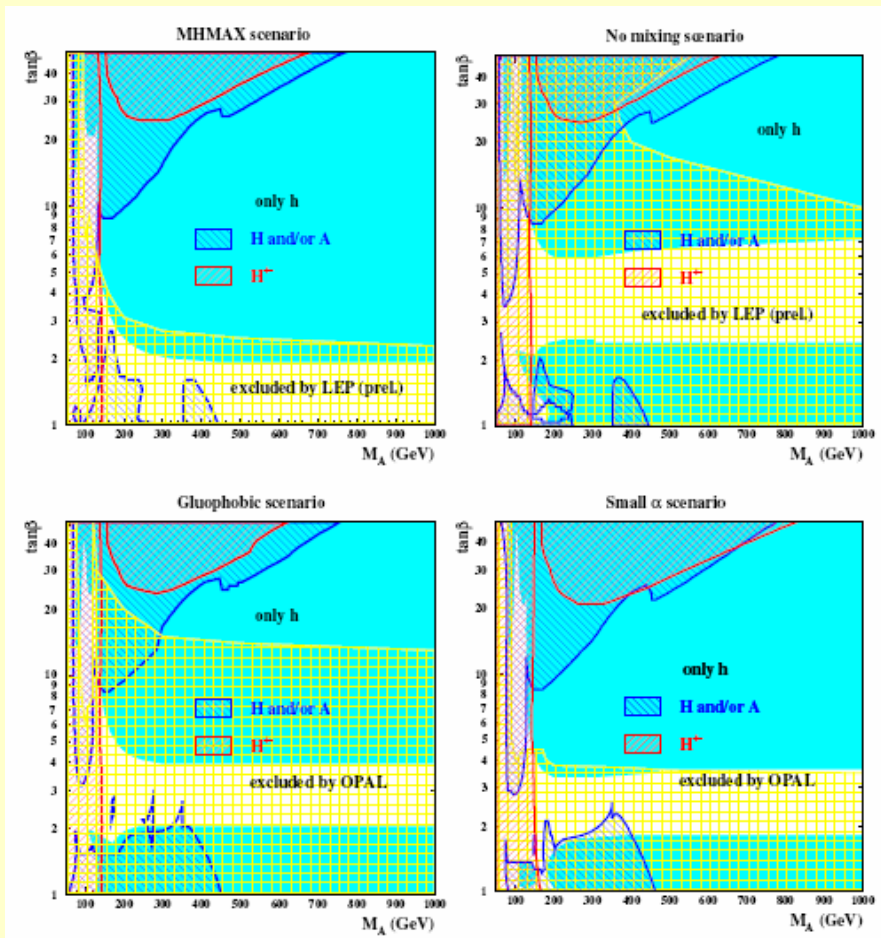 MHMAX scenario
tanβ
40
30
20
10
9
8
7
6
5
4
3
2
1
only h
H and/or A
H±
excluded by LEP (prel.)
100 200 300 400 500 600 700 800 900 1000
M_A (GeV)
No mixing scenario
tanβ
40
30
20
10
9
8
7
6
5
4
3
2
1
only h
H and/or A
H±
excluded by LEP (prel.)
100 200 300 400 500 600 700 800 900 1000
M_A (GeV)
Gluophobic scenario
tanβ
40
30
20
10
9
8
7
6
5
4
3
2
1
only h
H and/or A
H±
excluded by OPAL
100 200 300 400 500 600 700 800 900 1000
M_A (GeV)
Small α scenario
tanβ
40
30
20
10
9
8
7
6
5
4
3
2
1
only h
H and/or A
H±
excluded by OPAL
100 200 300 400 500 600 700 800 900 1000
M_A (GeV)